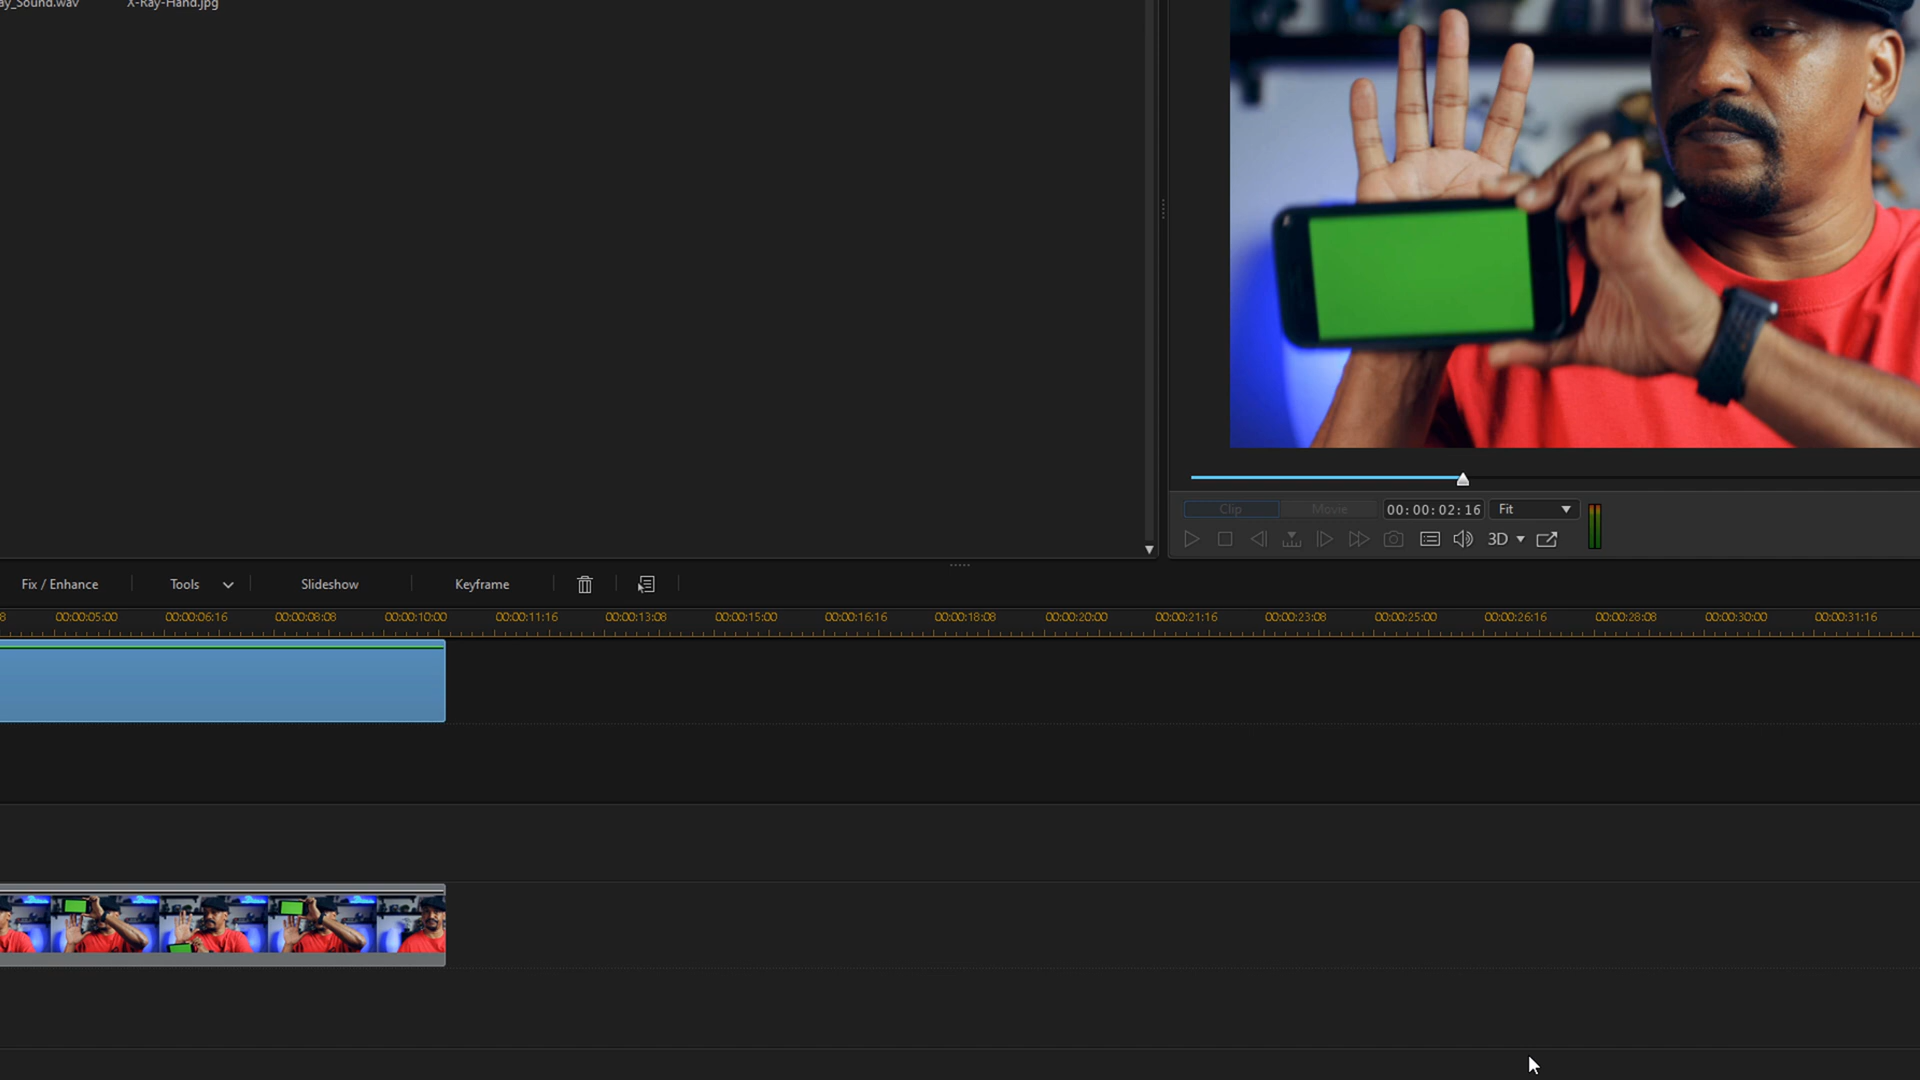 ay_Sound.wav X-Ray-Hand.jpg
Clip Movie 00:00:02:16 Fit
3D
Fix / Enhance Tools Slideshow Keyframe
8 00:00:05:00 00:00:06:16 00:00:08:08 00:00:10:00 00:00:11:16 00:00:13:08 00:00:15:00 00:00:16:16 00:00:18:08 00:00:20:00 00:00:21:16 00:00:23:08 00:00:25:00 00:00:26:16 00:00:28:08 00:00:30:00 00:00:31:16